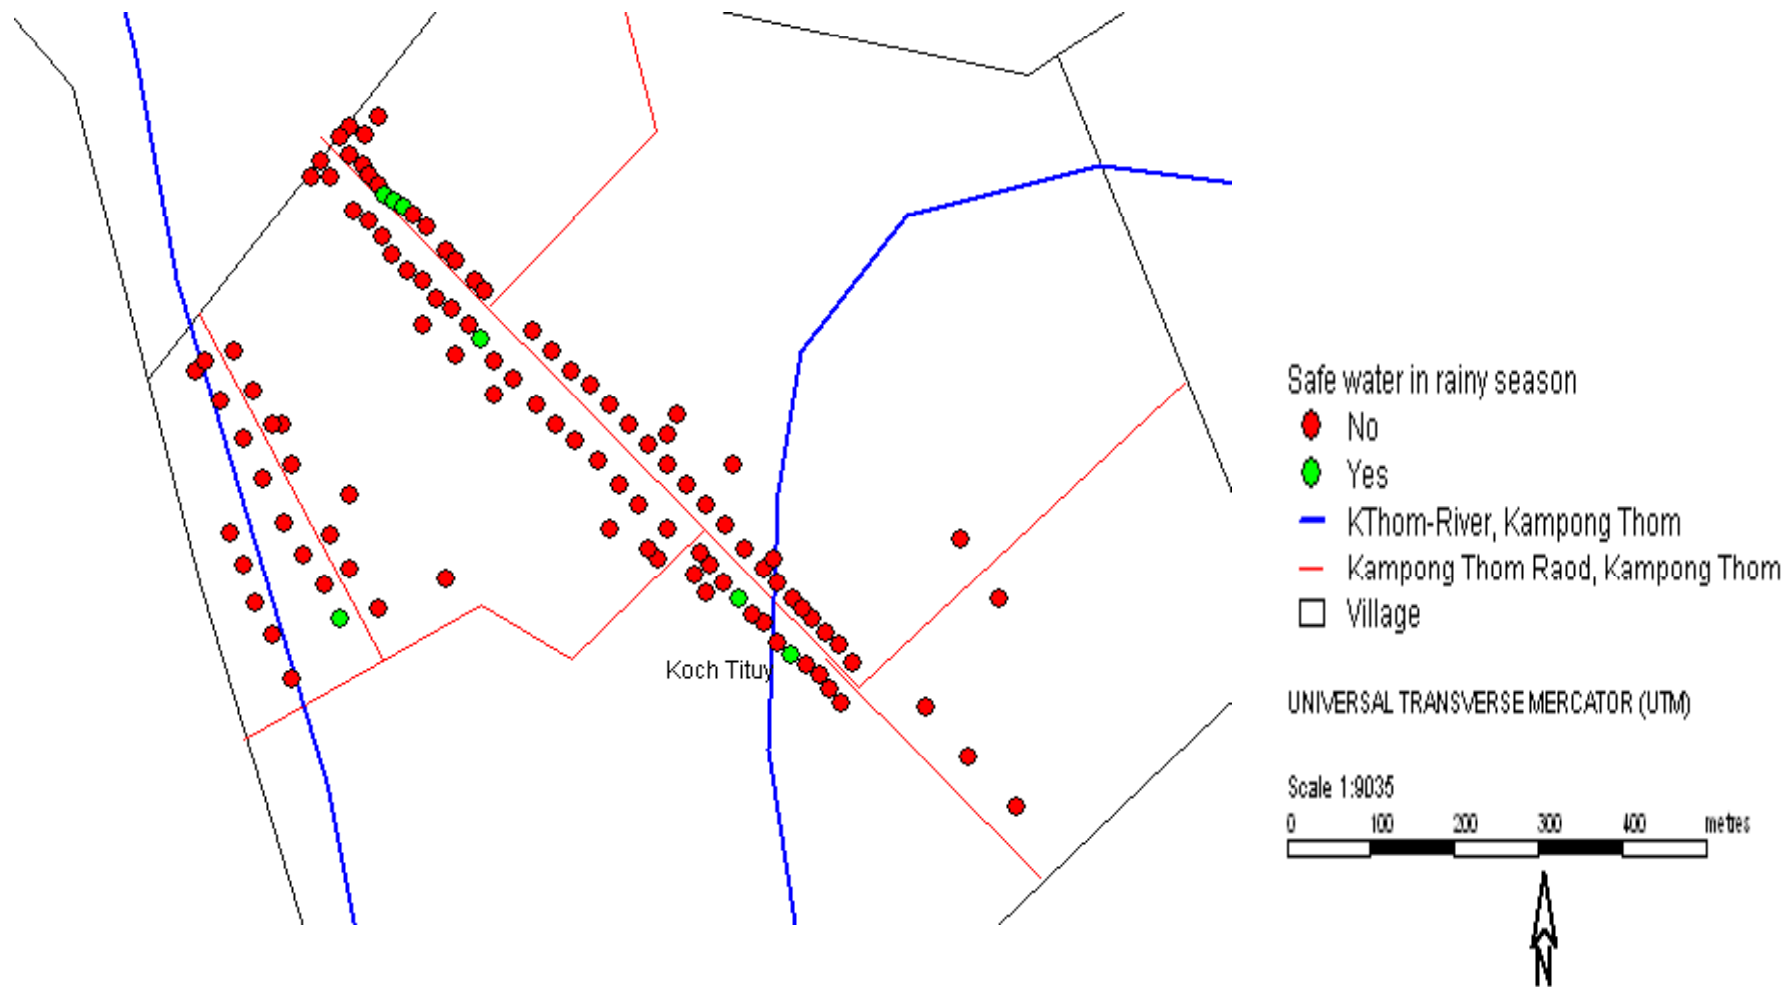 Koch Tituy
Safe water in rainy season
No
Yes
KThom-River, Kampong Thom
Kampong Thom Raod, Kampong Thom
Village
UNIVERSAL TRANSVERSE MERCATOR (UTM)
Scale 1:9035
0 100 200 300 400 metres
N